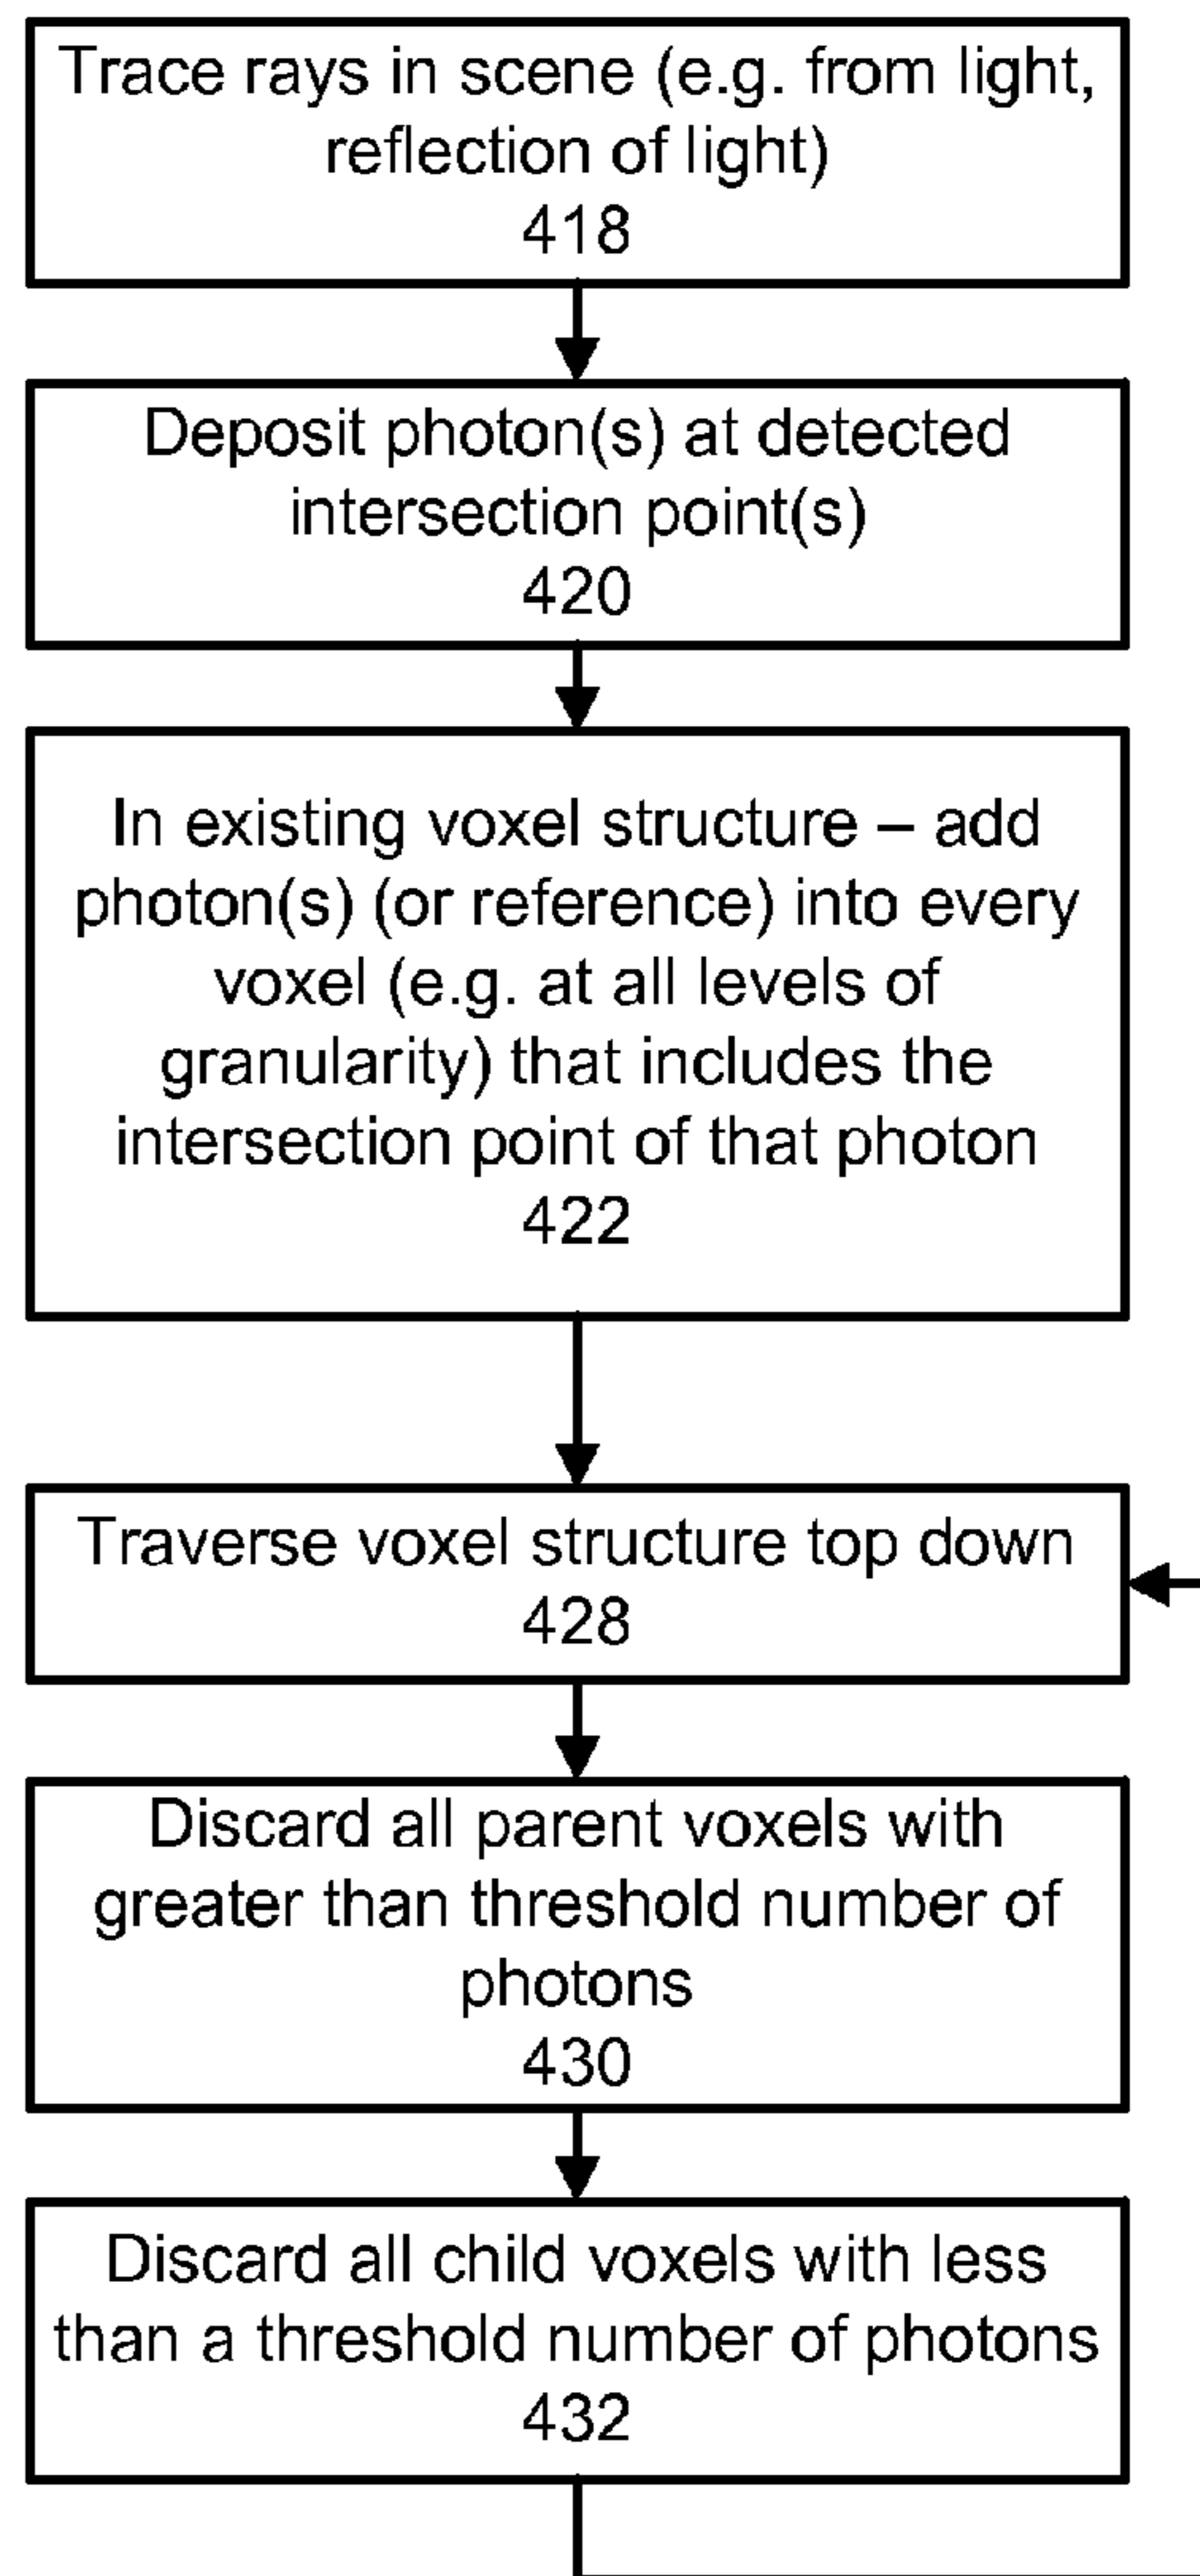 Trace rays in scene (e.g. from light,
reflection of light)
418
Deposit photon(s) at detected
intersection point(s)
420
In existing voxel structure – add
photon(s) (or reference) into every
voxel (e.g. at all levels of
granularity) that includes the
intersection point of that photon
422
Traverse voxel structure top down
428
Discard all parent voxels with
greater than threshold number of
photons
430
Discard all child voxels with less
than a threshold number of photons
432